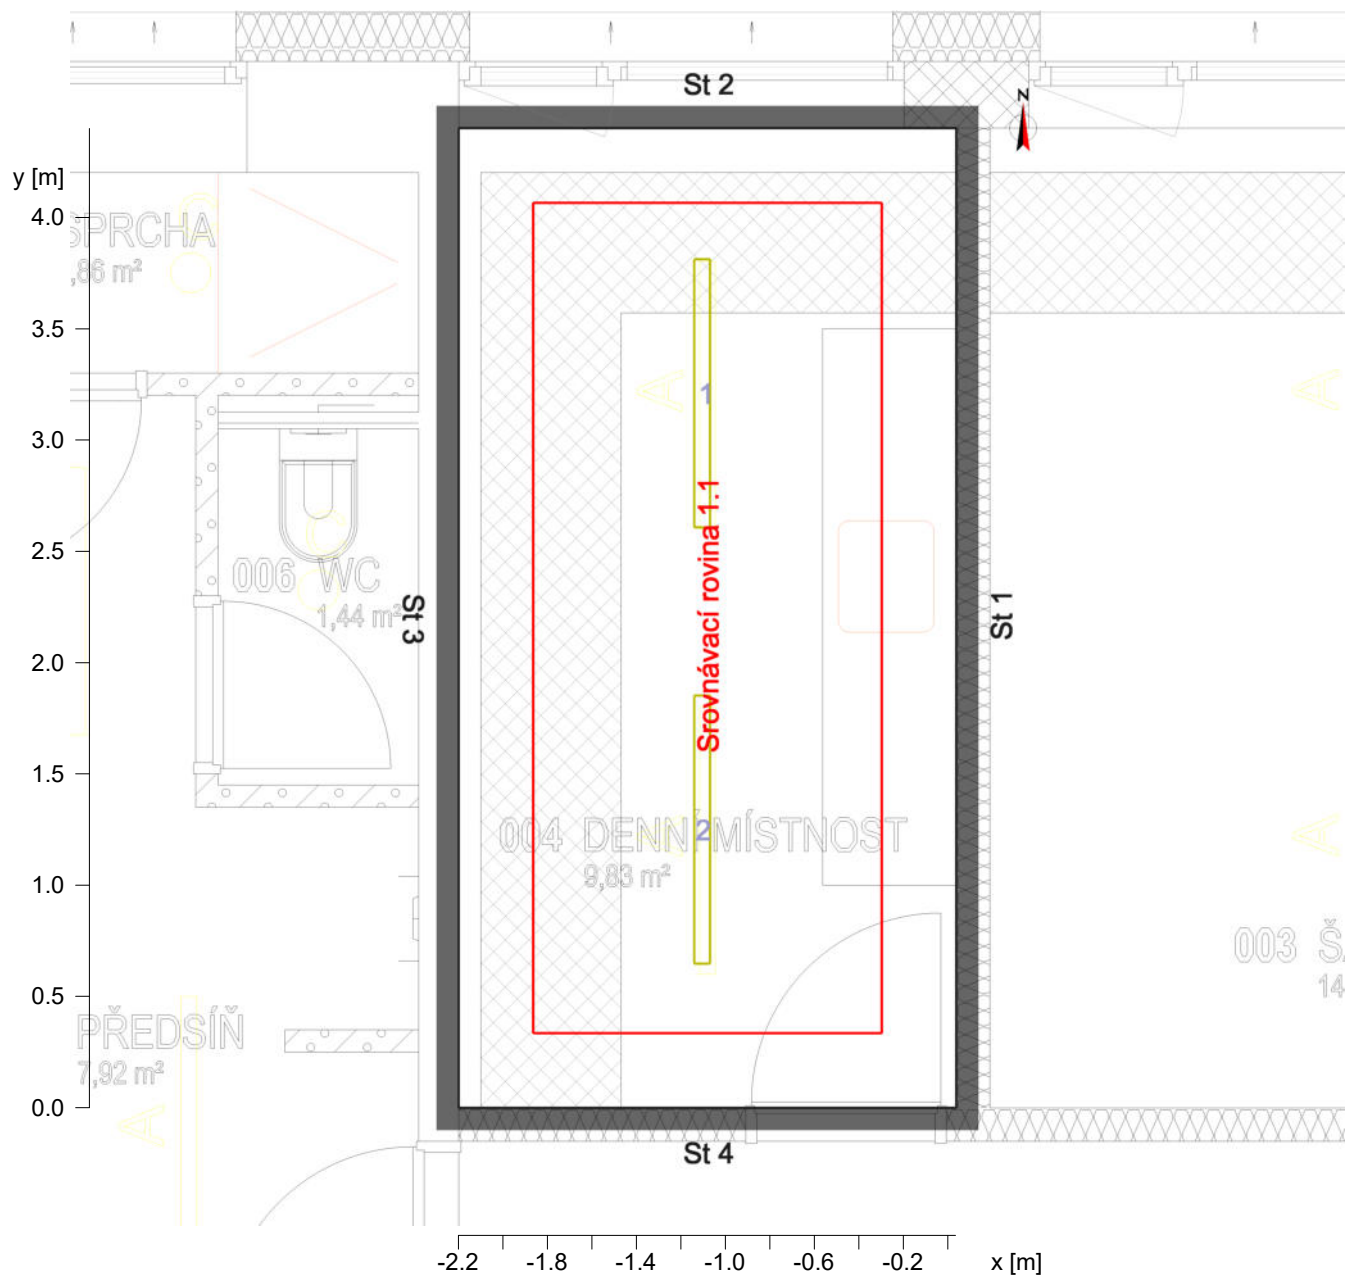 St 2
z
y [m]
4.0
SPRCHA
,86 m²
3.5
A
1
A
3.0
2.5
006 WC
1,44 m²
St 3
Srovnávací rovina 1.1
St 1
2.0
1.5
004 DENNÍ MÍSTNOST
2
A
9,83 m²
1.0
003 Š
14
0.5
PŘEDSÍŇ
7,92 m²
A
0.0
St 4
-2.2 -1.8 -1.4 -1.0 -0.6 -0.2 x [m]